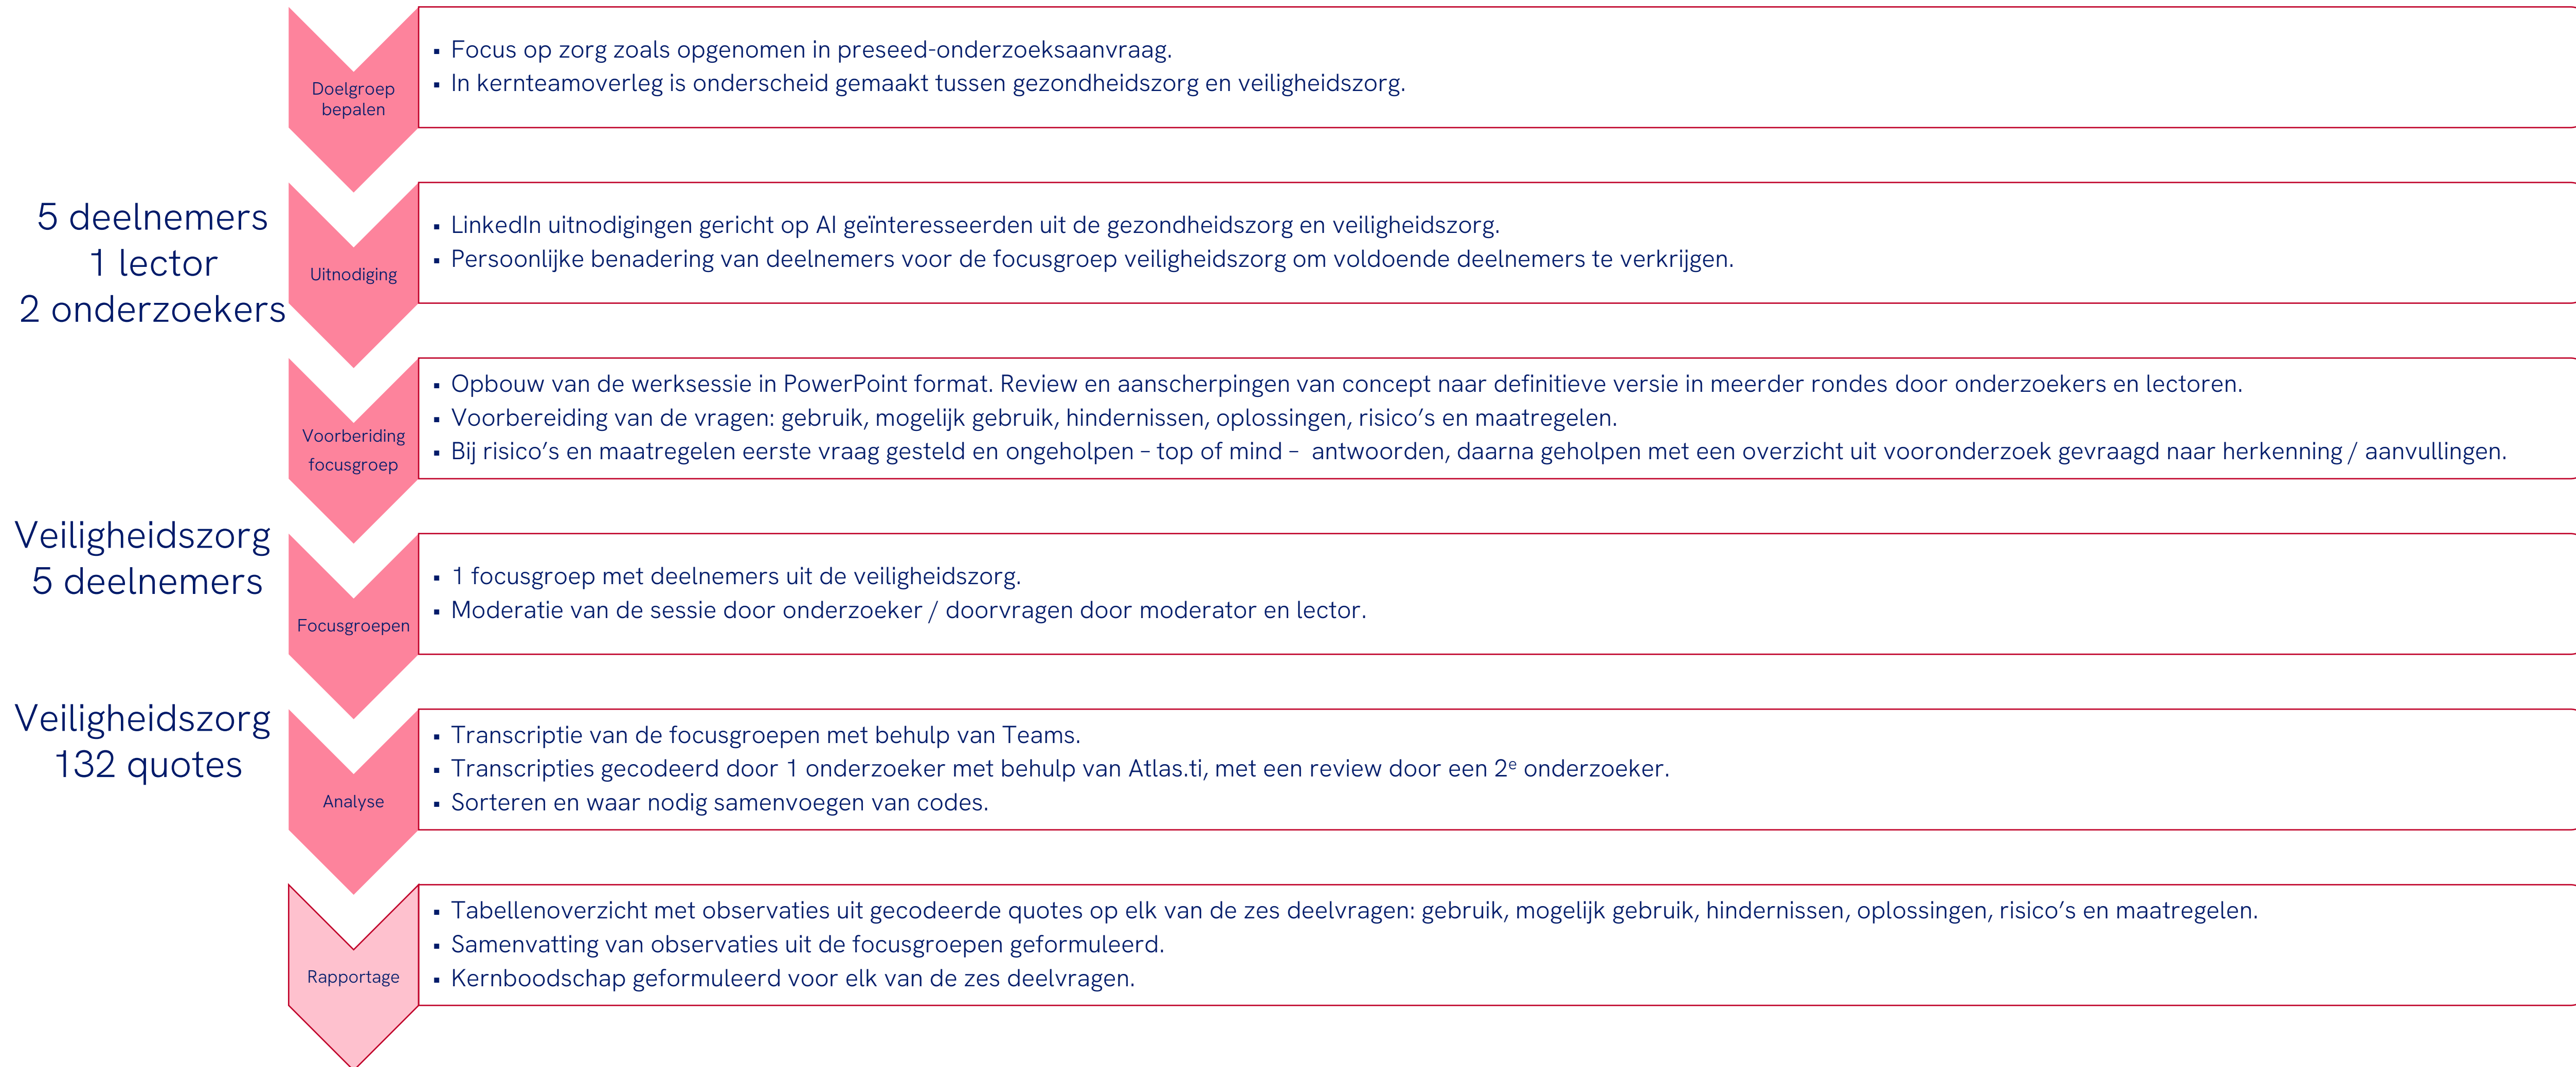 Doelgroep
bepalen
▪ Focus op zorg zoals opgenomen in preseed-onderzoeksaanvraag.
▪ In kernteamoverleg is onderscheid gemaakt tussen gezondheidszorg en veiligheidszorg.
5 deelnemers
1 lector
2 onderzoekers
Uitnodiging
▪ LinkedIn uitnodigingen gericht op AI geïnteresseerden uit de gezondheidszorg en veiligheidszorg.
▪ Persoonlijke benadering van deelnemers voor de focusgroep veiligheidszorg om voldoende deelnemers te verkrijgen.
Voorberiding
focusgroep
▪ Opbouw van de werksessie in PowerPoint format. Review en aanscherpingen van concept naar definitieve versie in meerder rondes door onderzoekers en lectoren.
▪ Voorbereiding van de vragen: gebruik, mogelijk gebruik, hindernissen, oplossingen, risico’s en maatregelen.
▪ Bij risico’s en maatregelen eerste vraag gesteld en ongeholpen – top of mind – antwoorden, daarna geholpen met een overzicht uit vooronderzoek gevraagd naar herkenning / aanvullingen.
Veiligheidszorg
5 deelnemers
Focusgroepen
▪ 1 focusgroep met deelnemers uit de veiligheidszorg.
▪ Moderatie van de sessie door onderzoeker / doorvragen door moderator en lector.
Veiligheidszorg
132 quotes
Analyse
▪ Transcriptie van de focusgroepen met behulp van Teams.
▪ Transcripties gecodeerd door 1 onderzoeker met behulp van Atlas.ti, met een review door een 2ᵉ onderzoeker.
▪ Sorteren en waar nodig samenvoegen van codes.
Rapportage
▪ Tabellenoverzicht met observaties uit gecodeerde quotes op elk van de zes deelvragen: gebruik, mogelijk gebruik, hindernissen, oplossingen, risico’s en maatregelen.
▪ Samenvatting van observaties uit de focusgroepen geformuleerd.
▪ Kernboodschap geformuleerd voor elk van de zes deelvragen.